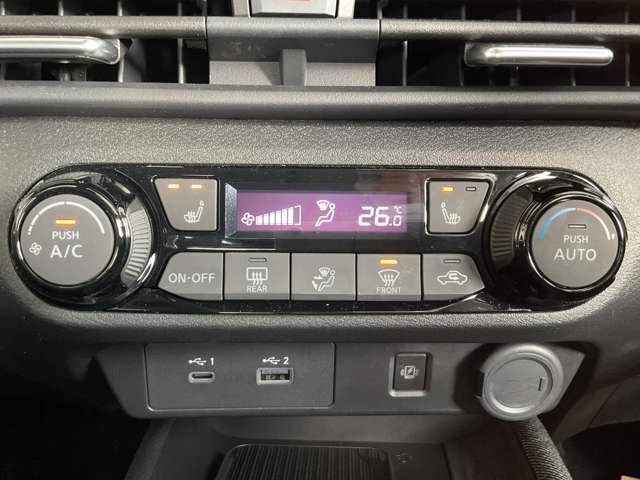 PUSH
A/C
26.0
°C
PUSH
AUTO
ON-OFF
REAR
FRONT
1
2